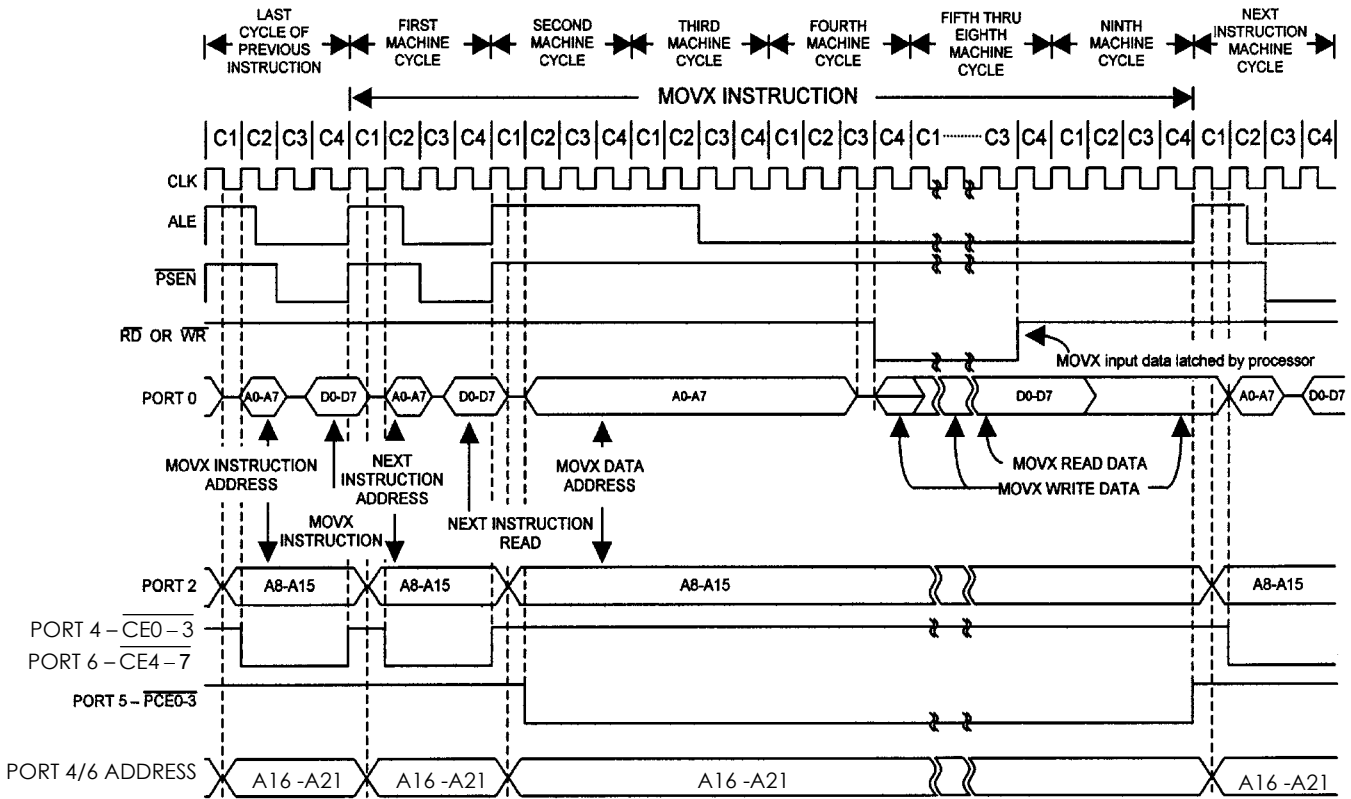 LAST CYCLE OF PREVIOUS INSTRUCTION
FIRST MACHINE CYCLE
SECOND MACHINE CYCLE
THIRD MACHINE CYCLE
FOURTH MACHINE CYCLE
FIFTH THRU EIGHTH MACHINE CYCLE
NINTH MACHINE CYCLE
NEXT INSTRUCTION MACHINE CYCLE
MOVX INSTRUCTION
C1 C2 C3 C4 C1 C2 C3 C4 C1 C2 C3 C4 C1 C2 C3 C4 C1 C2 C3 C4 C1 ········ C3 C4 C1 C2 C3 C4 C1 C2 C3 C4
CLK
ALE
PSEN
RD OR WR
MOVX input data latched by processor
PORT 0
A0-A7 D0-D7 A0-A7 D0-D7 A0-A7 D0-D7 A0-A7 D0-D7
MOVX INSTRUCTION ADDRESS
NEXT INSTRUCTION ADDRESS
MOVX DATA ADDRESS
MOVX READ DATA
MOVX WRITE DATA
MOVX INSTRUCTION
NEXT INSTRUCTION READ
PORT 2
A8-A15 A8-A15 A8-A15 A8-A15
PORT 4 – CE0 – 3
PORT 6 – CE4 – 7
PORT 5 – PCE0-3
PORT 4/6 ADDRESS
A16 -A21 A16 -A21 A16 -A21 A16 -A21